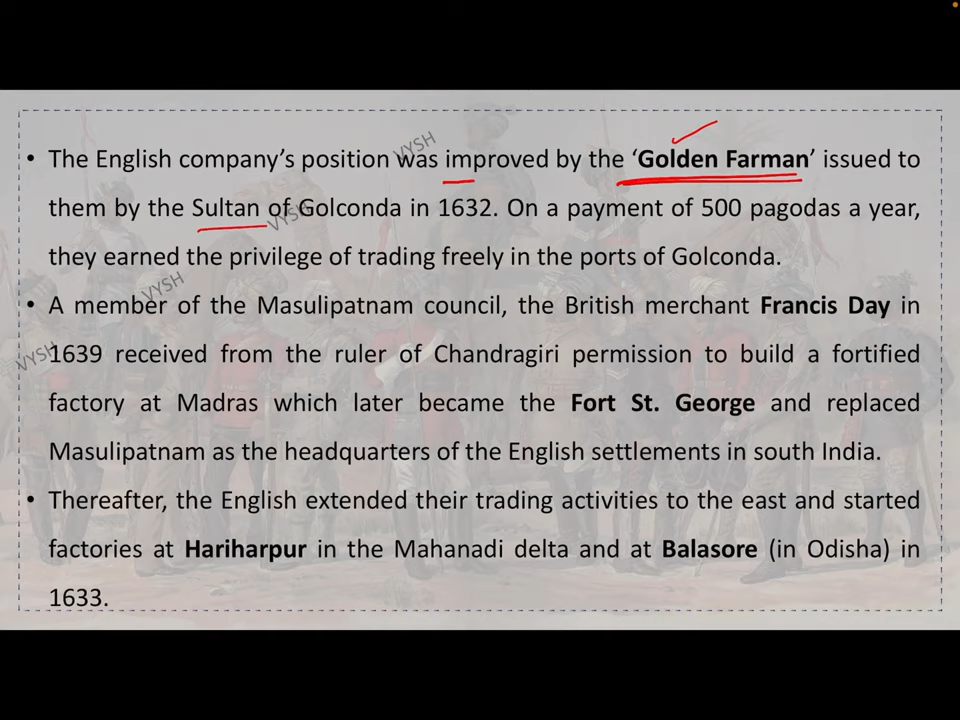 • The English company's position was improved by the ‘Golden Farman’ issued to
them by the Sultan of Golconda in 1632. On a payment of 500 pagodas a year,
they earned the privilege of trading freely in the ports of Golconda.
• A member of the Masulipatnam council, the British merchant Francis Day in
1639 received from the ruler of Chandragiri permission to build a fortified
factory at Madras which later became the Fort St. George and replaced
Masulipatnam as the headquarters of the English settlements in south India.
• Thereafter, the English extended their trading activities to the east and started
factories at Hariharpur in the Mahanadi delta and at Balasore (in Odisha) in
1633.
VYSH
VYSH
VYSH
VYSH